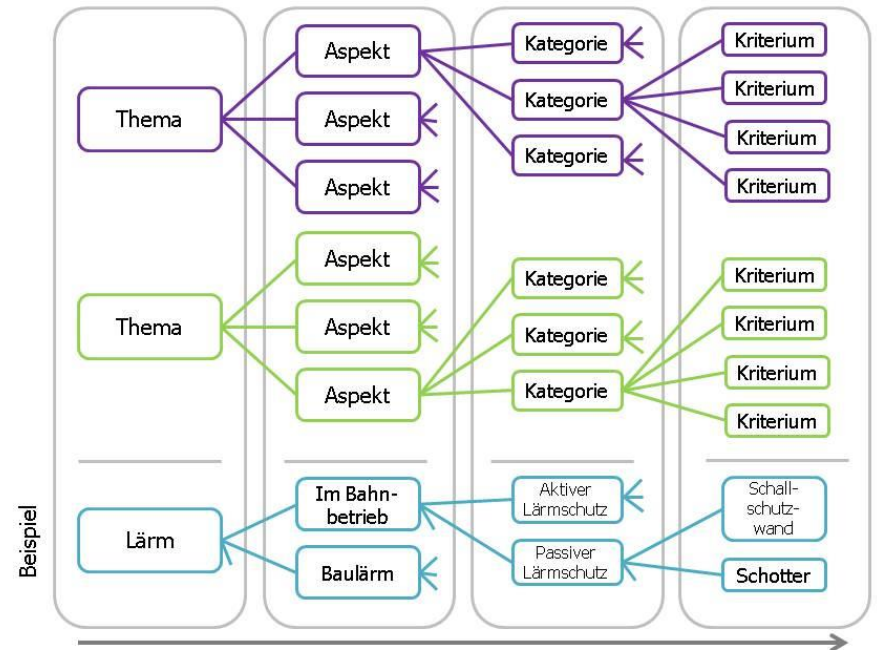 Thema
Aspekt
Aspekt
Aspekt
Kategorie
Kategorie
Kategorie
Kriterium
Kriterium
Kriterium
Kriterium
Thema
Aspekt
Aspekt
Aspekt
Kategorie
Kategorie
Kategorie
Kriterium
Kriterium
Kriterium
Kriterium
Beispiel
Lärm
Im Bahn-
betrieb
Baulärm
Aktiver
Lärmschutz
Passiver
Lärmschutz
Schall-
schutz-
wand
Schotter